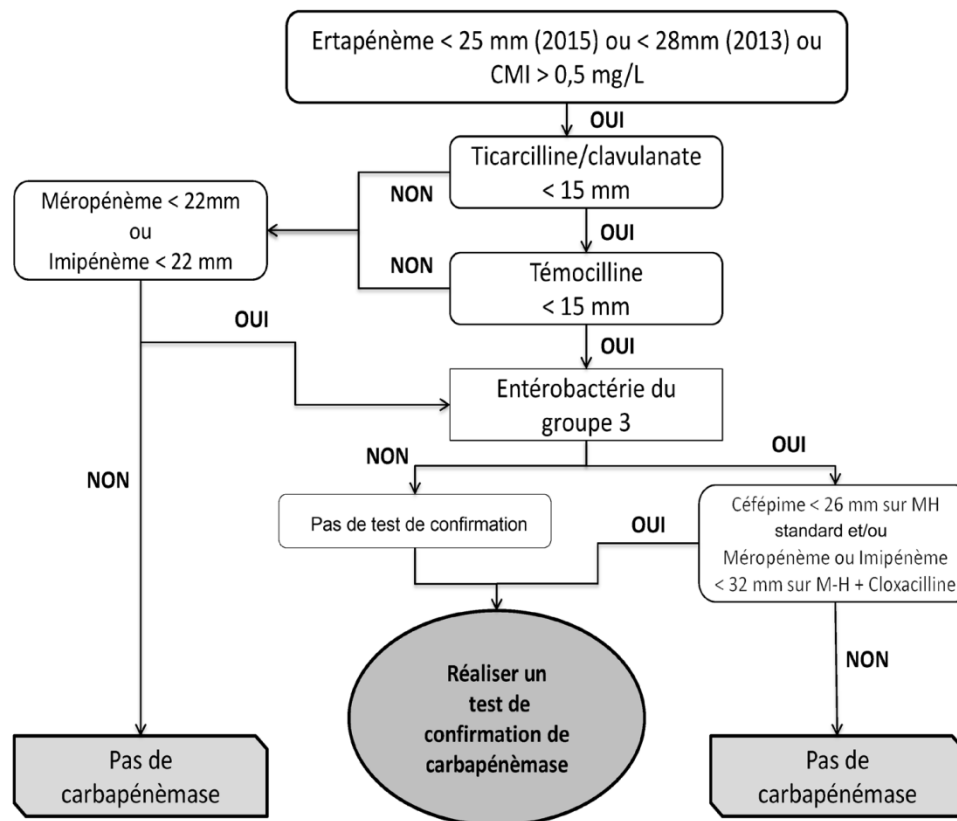 Ertapénème < 25 mm (2015) ou < 28mm (2013) ou
CMI > 0,5 mg/L
OUI
Ticarcilline/clavulanate
< 15 mm
NON
Méropénème < 22mm
ou
Imipénème < 22 mm
OUI
NON
Témocilline
< 15 mm
OUI
OUI
Entérobactérie du
groupe 3
NON
NON
OUI
Pas de test de confirmation
OUI
Céfépime < 26 mm sur MH
standard et/ou
Méropénème ou Imipénème
< 32 mm sur M-H + Cloxacilline
NON
Réaliser un
test de
confirmation de
carbapénèmase
Pas de
carbapénèmase
Pas de
carbapénémase